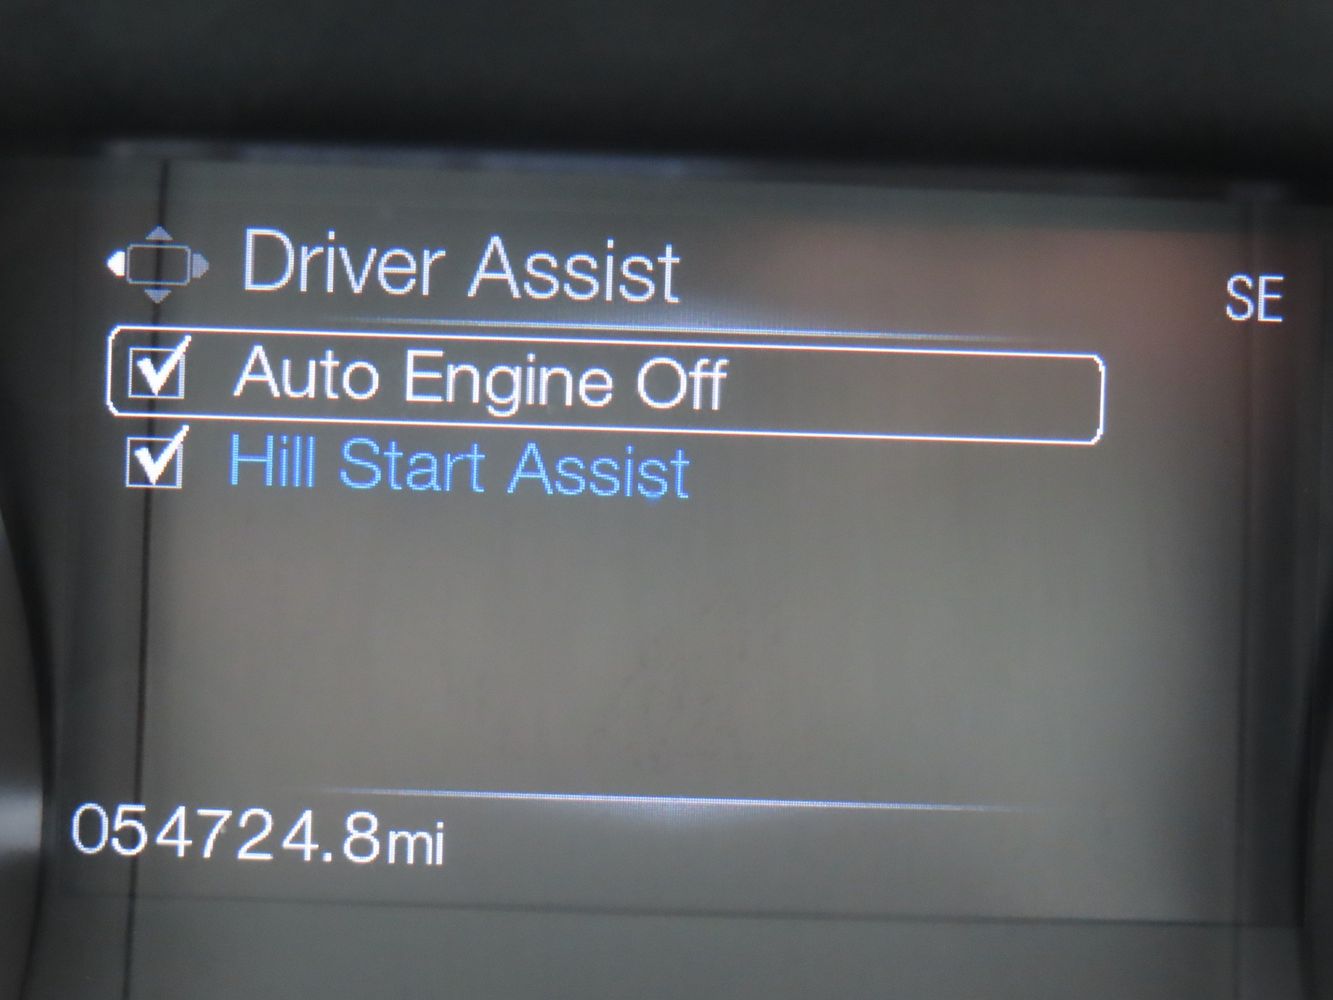 Driver Assist
SE
Auto Engine Off
Hill Start Assist
054724.8mi